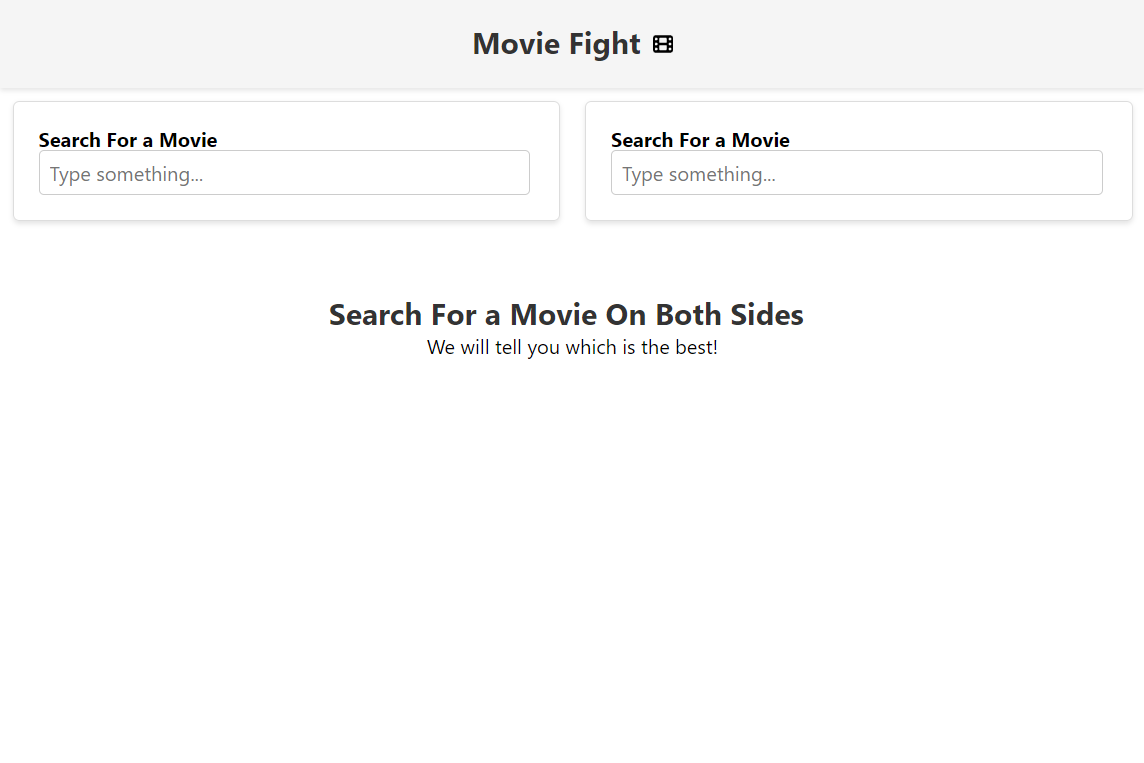 Movie Fight
Search For a Movie
Type something...
Search For a Movie
Type something...
Search For a Movie On Both Sides
We will tell you which is the best!